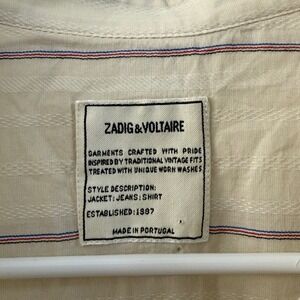 ZADIG&VOLTAIRE
GARMENTS CRAFTED WITH PRIDE
INSPIRED BY TRADITIONAL VINTAGE FITS
TREATED WITH UNIQUE WORN WASHES
STYLE DESCRIPTION:
JACKET; JEANS; SHIRT
ESTABLISHED: 1997
MADE IN PORTUGAL